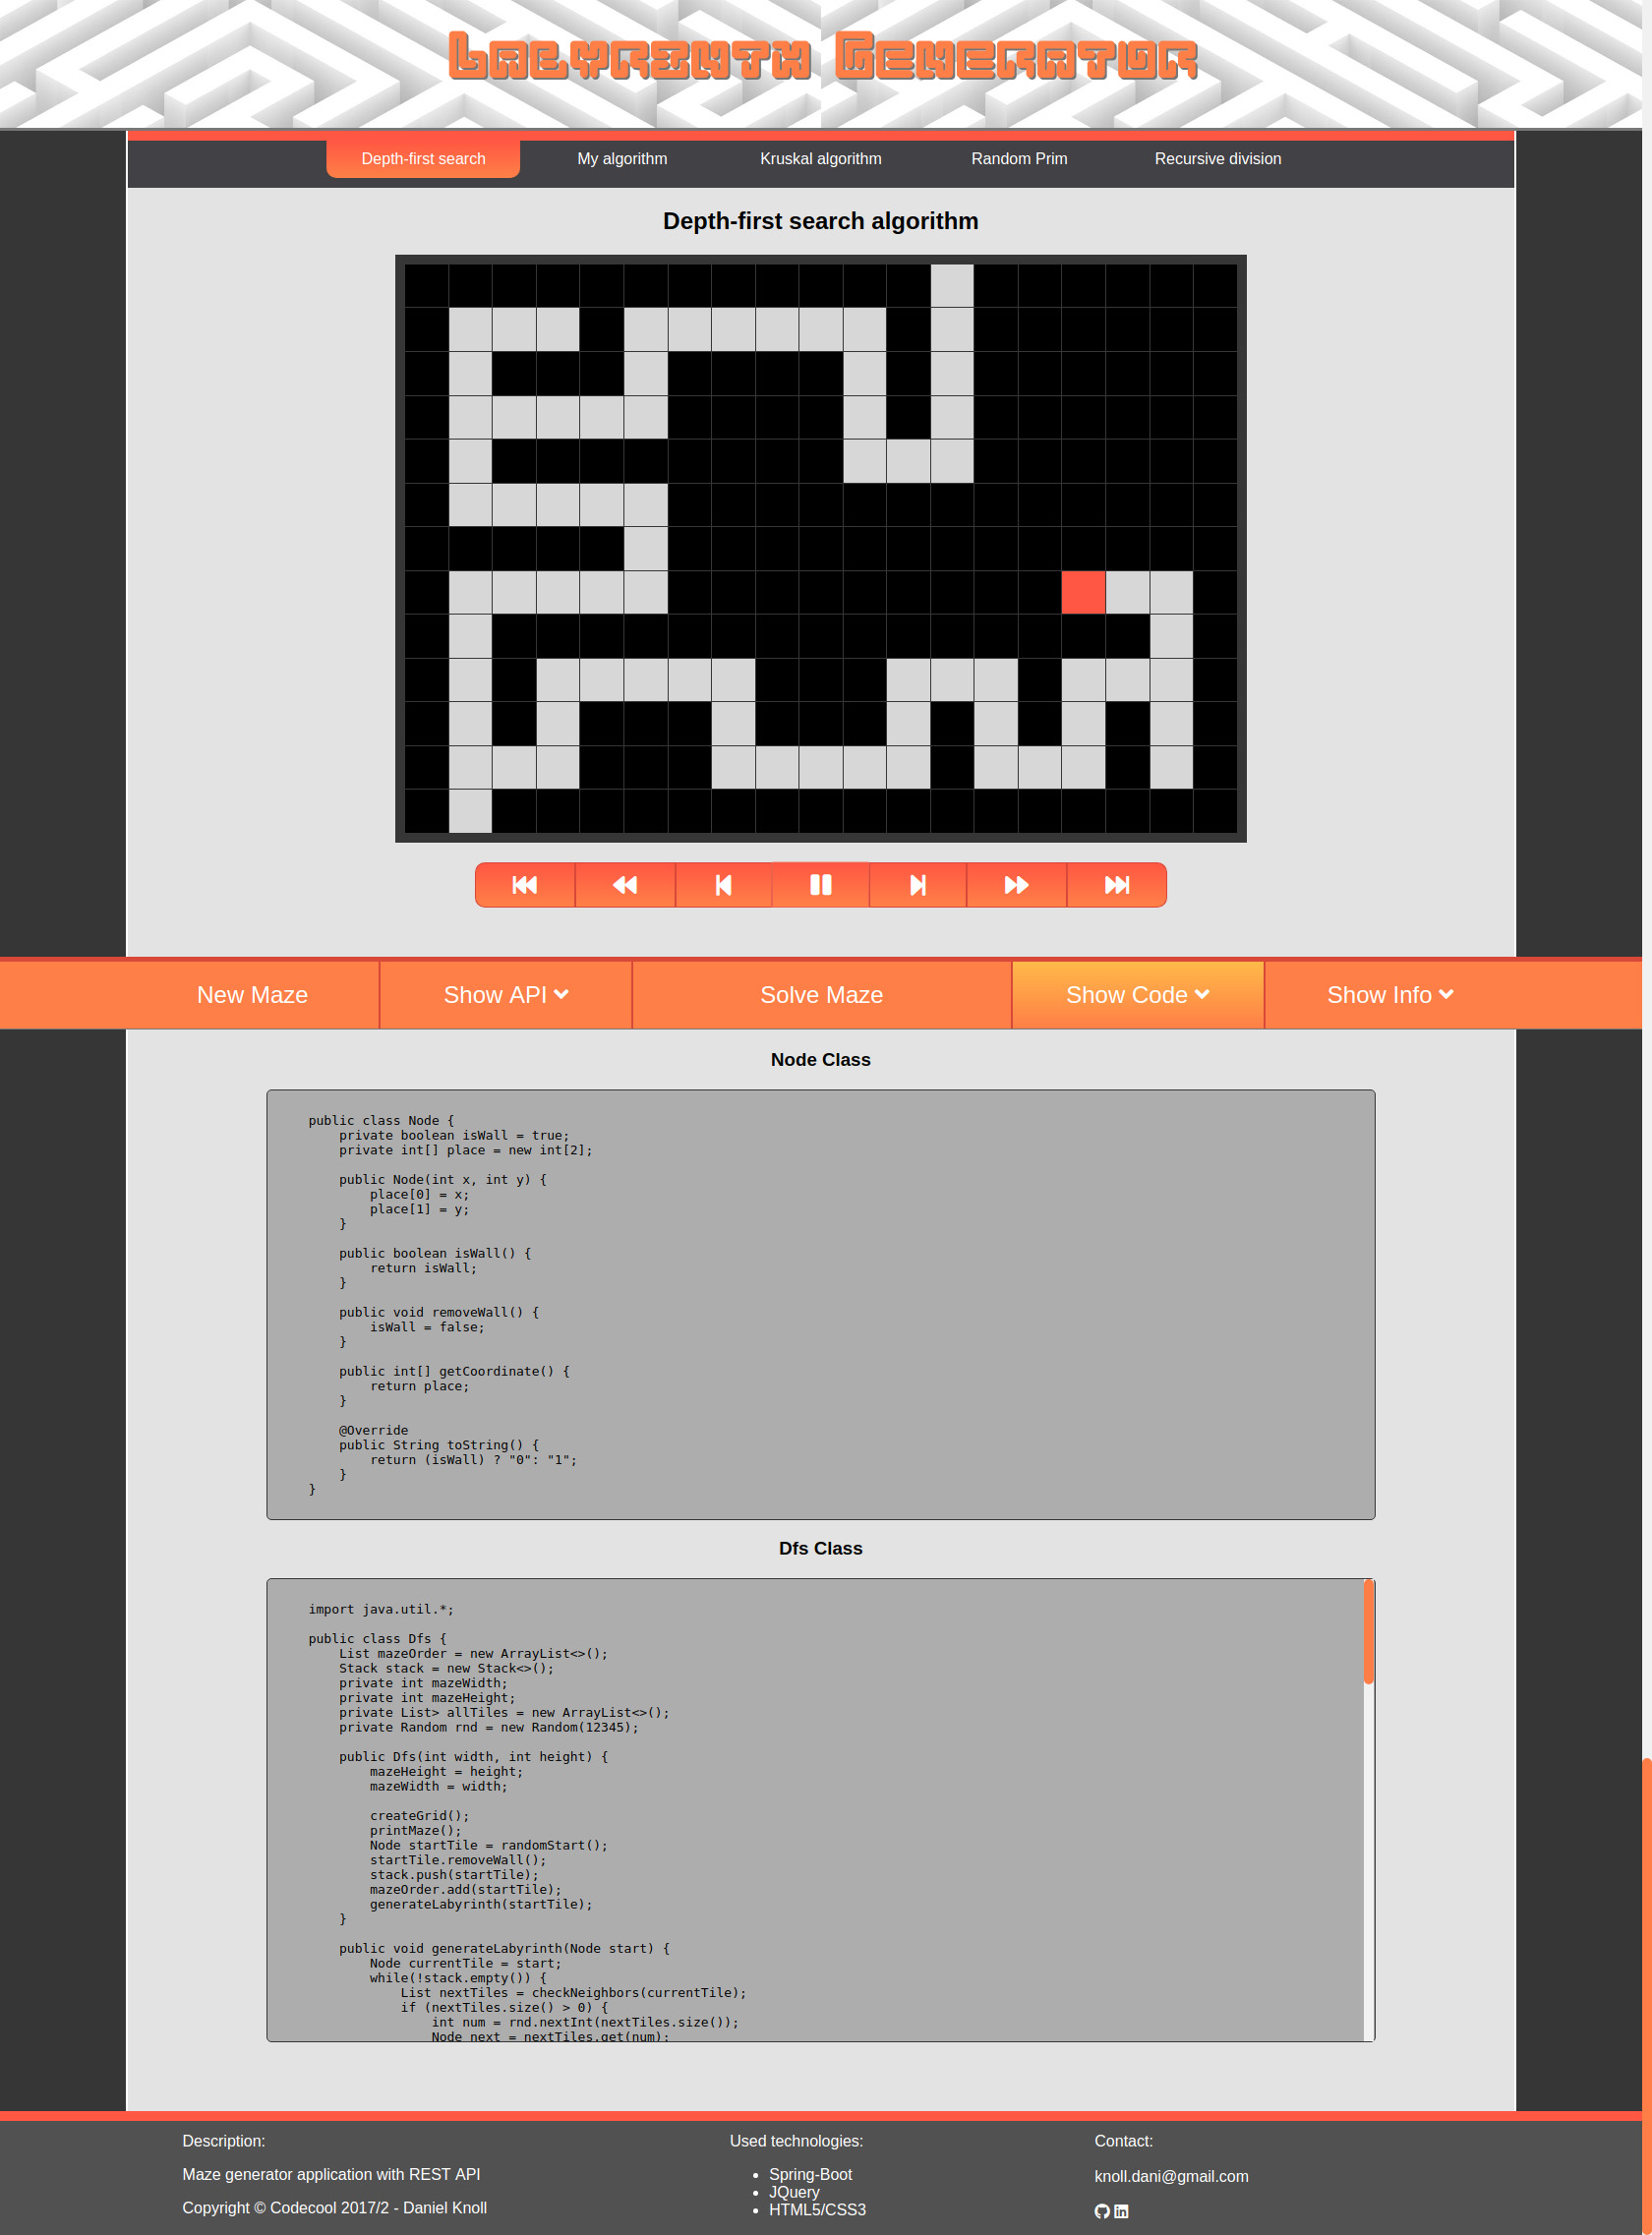 Labyrinth Generator
Depth-first search
My algorithm
Kruskal algorithm
Random Prim
Recursive division
Depth-first search algorithm
New Maze
Show API
Solve Maze
Show Code
Show Info
Node Class
public class Node {
    private boolean isWall = true;
    private int[] place = new int[2];

    public Node(int x, int y) {
        place[0] = x;
        place[1] = y;
    }

    public boolean isWall() {
        return isWall;
    }

    public void removeWall() {
        isWall = false;
    }

    public int[] getCoordinate() {
        return place;
    }

    @Override
    public String toString() {
        return (isWall) ? "0": "1";
    }
}
Dfs Class
import java.util.*;

public class Dfs {
    List mazeOrder = new ArrayList<>();
    Stack stack = new Stack<>();
    private int mazeWidth;
    private int mazeHeight;
    private List> allTiles = new ArrayList<>();
    private Random rnd = new Random(12345);

    public Dfs(int width, int height) {
        mazeHeight = height;
        mazeWidth = width;

        createGrid();
        printMaze();
        Node startTile = randomStart();
        startTile.removeWall();
        stack.push(startTile);
        mazeOrder.add(startTile);
        generateLabyrinth(startTile);
    }

    public void generateLabyrinth(Node start) {
        Node currentTile = start;
        while(!stack.empty()) {
            List nextTiles = checkNeighbors(currentTile);
            if (nextTiles.size() > 0) {
                int num = rnd.nextInt(nextTiles.size());
                Node next = nextTiles.get(num);
Description:
Maze generator application with REST API
Copyright © Codecool 2017/2 - Daniel Knoll
Used technologies:
• Spring-Boot
• JQuery
• HTML5/CSS3
Contact:
knoll.dani@gmail.com